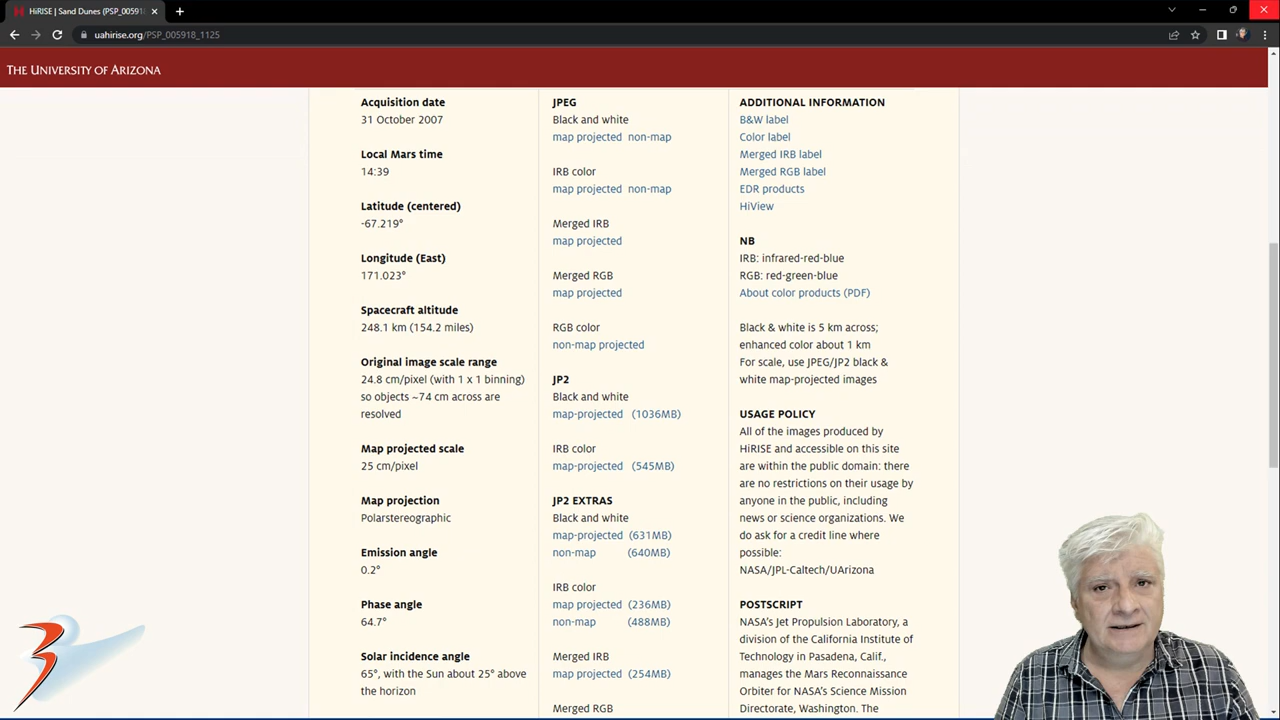 HiRISE | Sand Dunes (PSP_005918
uahirise.org/PSP_005918_1125
THE UNIVERSITY OF ARIZONA
Acquisition date
31 October 2007
Local Mars time
14:39
Latitude (centered)
-67.219°
Longitude (East)
171.023°
Spacecraft altitude
248.1 km (154.2 miles)
Original image scale range
24.8 cm/pixel (with 1 x 1 binning)
so objects ~74 cm across are
resolved
Map projected scale
25 cm/pixel
Map projection
Polarstereographic
Emission angle
0.2°
Phase angle
64.7°
Solar incidence angle
65°, with the Sun about 25° above
the horizon
JPEG
Black and white
map projected non-map
IRB color
map projected non-map
Merged IRB
map projected
Merged RGB
map projected
RGB color
non-map projected
JP2
Black and white
map-projected (1036MB)
IRB color
map-projected (545MB)
JP2 EXTRAS
Black and white
map-projected (631MB)
non-map (640MB)
IRB color
map projected (236MB)
non-map (488MB)
Merged IRB
map projected (254MB)
Merged RGB
ADDITIONAL INFORMATION
B&W label
Color label
Merged IRB label
Merged RGB label
EDR products
HiView
NB
IRB: infrared-red-blue
RGB: red-green-blue
About color products (PDF)
Black & white is 5 km across;
enhanced color about 1 km
For scale, use JPEG/JP2 black &
white map-projected images
USAGE POLICY
All of the images produced by
HiRISE and accessible on this site
are within the public domain: there
are no restrictions on their usage by
anyone in the public, including
news or science organizations. We
do ask for a credit line where
possible:
NASA/JPL-Caltech/UArizona
POSTSCRIPT
NASA's Jet Propulsion Laboratory, a
division of the California Institute of
Technology in Pasadena, Calif.,
manages the Mars Reconnaissance
Orbiter for NASA's Science Mission
Directorate, Washington. The